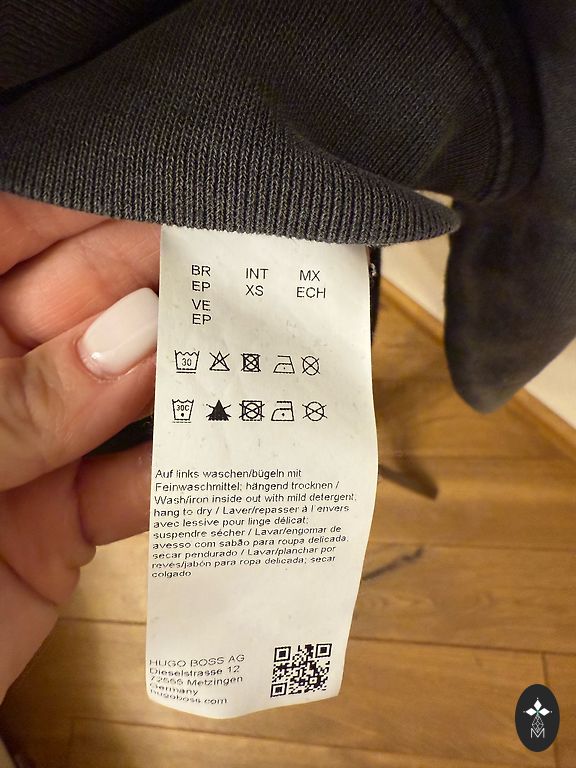 BR INT MX
EP XS ECH
VE
EP
30
30C
Auf links waschen/bügeln mit
Feinwaschmittel; hängend trocknen /
Wash/iron inside out with mild detergent;
hang to dry / Laver/repasser à l'envers
avec lessive pour linge délicat;
suspendre sécher / Lavar/engomar de
avesso com sabão para roupa delicada;
secar pendurado / Lavar/planchar por
revés/jabón para ropa delicada; secar
colgado
HUGO BOSS AG
Dieselstrasse 12
72555 Metzingen
Germany
hugoboss.com
M